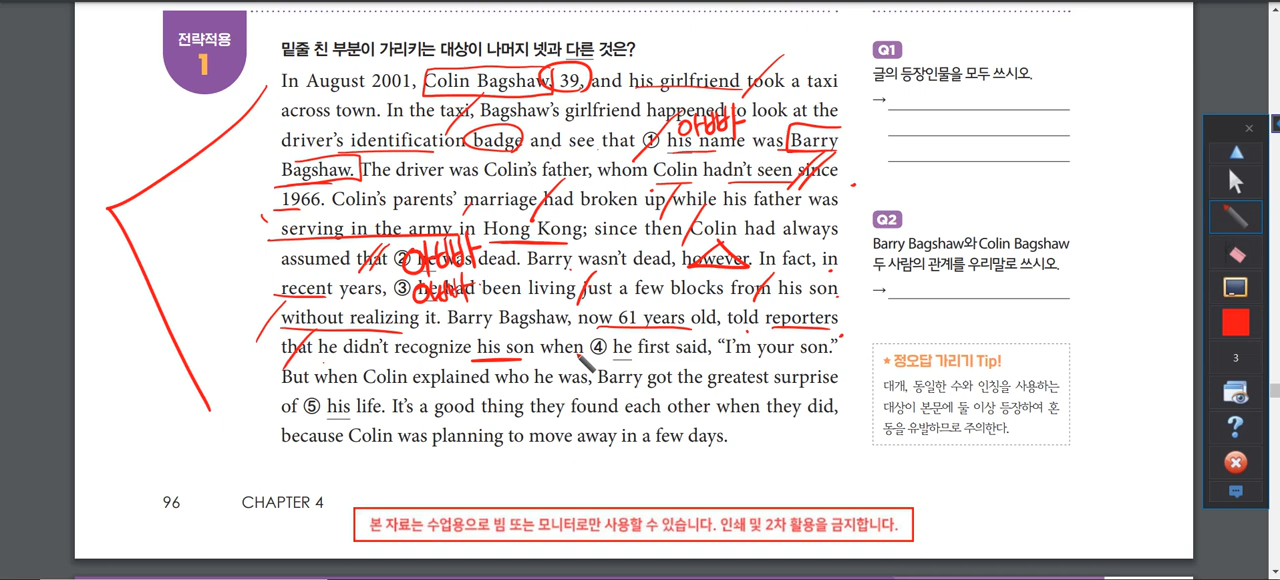 전략적용
1
밑줄 친 부분이 가리키는 대상이 나머지 넷과 다른 것은?
In August 2001, Colin Bagshaw, 39, and his girlfriend took a taxi
across town. In the taxi, Bagshaw's girlfriend happened to look at the
아빠
driver's identification badge and see that ① his name was Barry
Bagshaw. The driver was Colin's father, whom Colin hadn't seen since
1966. Colin's parents' marriage had broken up while his father was
serving in the army in Hong Kong; since then Colin had always
아빠
assumed that ② he was dead. Barry wasn't dead, however. In fact, in
아빠
recent years, ③ he had been living just a few blocks from his son
without realizing it. Barry Bagshaw, now 61 years old, told reporters
that he didn't recognize his son when ④ he first said, “I'm your son.”
But when Colin explained who he was, Barry got the greatest surprise
of ⑤ his life. It's a good thing they found each other when they did,
because Colin was planning to move away in a few days.
Q1
글의 등장인물을 모두 쓰시오.
→
Q2
Barry Bagshaw와 Colin Bagshaw
두 사람의 관계를 우리말로 쓰시오.
→
★ 정오답 가리기 Tip!
대개, 동일한 수와 인칭을 사용하는
대상이 본문에 둘 이상 등장하여 혼
동을 유발하므로 주의한다.
3
96 CHAPTER 4
본 자료는 수업용으로 빔 또는 모니터로만 사용할 수 있습니다. 인쇄 및 2차 활용을 금지합니다.